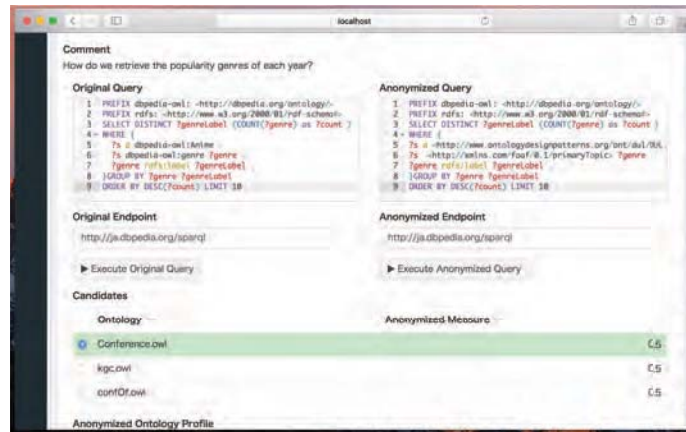 localhost
Comment
How do we retrieve the popularity genres of each year?
Original Query
1 PREFIX dbpedia-owl: <http://dbpedia.org/ontology/>
2 PREFIX rdfs: <http://www.w3.org/2000/01/rdf-schema#>
3 SELECT DISTINCT ?genreLabel (COUNT(?genre) as ?count )
4 WHERE {
5 ?s a dbpedia-owl:Anime .
6 ?s dbpedia-owl:genre ?genre .
7 ?genre rdfs:label ?genreLabel .
8 }GROUP BY ?genre ?genreLabel
9 ORDER BY DESC(?count) LIMIT 10
Original Endpoint
http://ja.dbpedia.org/sparql
▶ Execute Original Query
Anonymized Query
1 PREFIX dbpedia-owl: <http://dbpedia.org/ontology/>
2 PREFIX rdfs: <http://www.w3.org/2000/01/rdf-schema#>
3 SELECT DISTINCT ?genreLabel (COUNT(?genre) as ?count )
4 WHERE {
5 ?s a <http://www.ontologydesignpatterns.org/ont/dul/DUL
6 ?s <http://xmlns.com/foaf/0.1/primaryTopic> ?genre
7 ?genre rdfs:label ?genreLabel
8 }GROUP BY ?genre ?genreLabel
9 ORDER BY DESC(?count) LIMIT 10
Anonymized Endpoint
http://ja.dbpedia.org/sparql
▶ Execute Anonymized Query
Candidates
Ontology Anonymized Measure
Conference.owl 0.5
kgc.owl 0.5
confOf.owl 0.5
Anonymized Ontology Profile